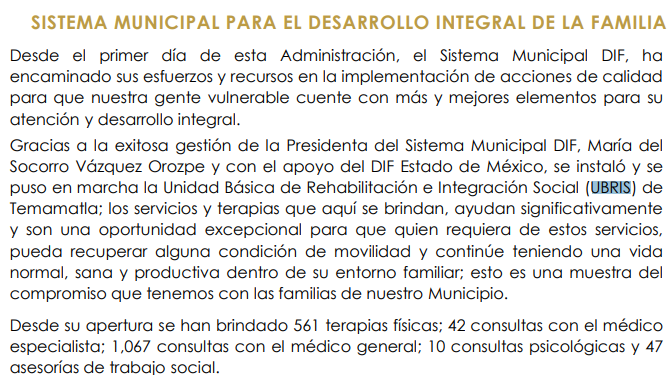 SISTEMA MUNICIPAL PARA EL DESARROLLO INTEGRAL DE LA FAMILIA
Desde el primer día de esta Administración, el Sistema Municipal DIF, ha
encaminado sus esfuerzos y recursos en la implementación de acciones de calidad
para que nuestra gente vulnerable cuente con más y mejores elementos para su
atención y desarrollo integral.
Gracias a la exitosa gestión de la Presidenta del Sistema Municipal DIF, María del
Socorro Vázquez Orozpe y con el apoyo del DIF Estado de México, se instaló y se
puso en marcha la Unidad Básica de Rehabilitación e Integración Social (UBRIS) de
Temamatla; los servicios y terapias que aquí se brindan, ayudan significativamente
y son una oportunidad excepcional para que quien requiera de estos servicios,
pueda recuperar alguna condición de movilidad y continúe teniendo una vida
normal, sana y productiva dentro de su entorno familiar; esto es una muestra del
compromiso que tenemos con las familias de nuestro Municipio.
Desde su apertura se han brindado 561 terapias físicas; 42 consultas con el médico
especialista; 1,067 consultas con el médico general; 10 consultas psicológicas y 47
asesorías de trabajo social.